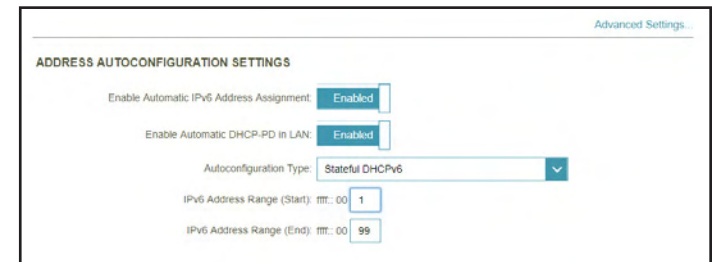 Advanced Settings...
ADDRESS AUTOCONFIGURATION SETTINGS
Enable Automatic IPv6 Address Assignment: Enabled
Enable Automatic DHCP-PD in LAN: Enabled
Autoconfiguration Type: Stateful DHCPv6
IPv6 Address Range (Start): ffff:: 00 1
IPv6 Address Range (End): ffff:: 00 99